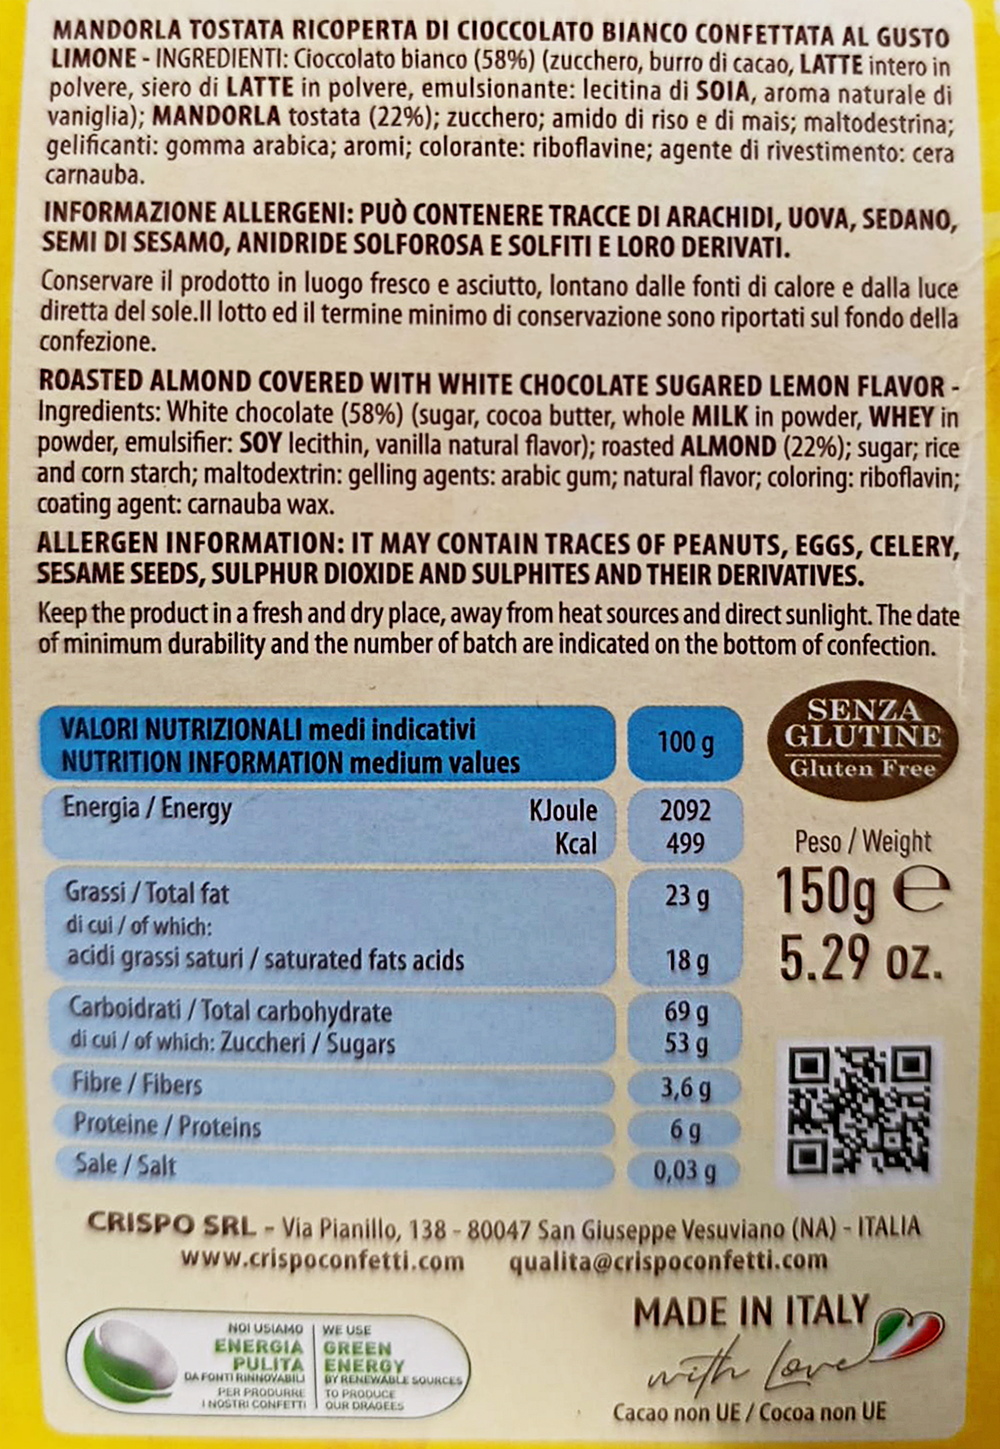 MANDORLA TOSTATA RICOPERTA DI CIOCCOLATO BIANCO CONFETTATA AL GUSTO
LIMONE - INGREDIENTI: Cioccolato bianco (58%) (zucchero, burro di cacao, LATTE intero in
polvere, siero di LATTE in polvere, emulsionante: lecitina di SOIA, aroma naturale di
vaniglia); MANDORLA tostata (22%); zucchero; amido di riso e di mais; maltodestrina;
gelificanti: gomma arabica; aromi; colorante: riboflavine; agente di rivestimento: cera
carnauba.
INFORMAZIONE ALLERGENI: PUÒ CONTENERE TRACCE DI ARACHIDI, UOVA, SEDANO,
SEMI DI SESAMO, ANIDRIDE SOLFOROSA E SOLFITI E LORO DERIVATI.
Conservare il prodotto in luogo fresco e asciutto, lontano dalle fonti di calore e dalla luce
diretta del sole.Il lotto ed il termine minimo di conservazione sono riportati sul fondo della
confezione.
ROASTED ALMOND COVERED WITH WHITE CHOCOLATE SUGARED LEMON FLAVOR -
Ingredients: White chocolate (58%) (sugar, cocoa butter, whole MILK in powder, WHEY in
powder, emulsifier: SOY lecithin, vanilla natural flavor); roasted ALMOND (22%); sugar; rice
and corn starch; maltodextrin: gelling agents: arabic gum; natural flavor; coloring: riboflavin;
coating agent: carnauba wax.
ALLERGEN INFORMATION: IT MAY CONTAIN TRACES OF PEANUTS, EGGS, CELERY,
SESAME SEEDS, SULPHUR DIOXIDE AND SULPHITES AND THEIR DERIVATIVES.
Keep the product in a fresh and dry place, away from heat sources and direct sunlight. The date
of minimum durability and the number of batch are indicated on the bottom of confection.
VALORI NUTRIZIONALI medi indicativi
NUTRITION INFORMATION medium values
100 g
Energia / Energy KJoule 2092
Kcal 499
Grassi / Total fat 23 g
di cui / of which:
acidi grassi saturi / saturated fats acids 18 g
Carboidrati / Total carbohydrate 69 g
di cui / of which: Zuccheri / Sugars 53 g
Fibre / Fibers 3,6 g
Proteine / Proteins 6 g
Sale / Salt 0,03 g
SENZA
GLUTINE
Gluten Free
Peso / Weight
150g e
5.29 oz.
CRISPO SRL - Via Pianillo, 138 - 80047 San Giuseppe Vesuviano (NA) - ITALIA
www.crispoconfetti.com qualita@crispoconfetti.com
NOI USIAMO
ENERGIA
PULITA
DA FONTI RINNOVABILI
PER PRODURRE
I NOSTRI CONFETTI
WE USE
GREEN
ENERGY
BY RENEWABLE SOURCES
TO PRODUCE
OUR DRAGEES
MADE IN ITALY
with Love
Cacao non UE / Cocoa non UE